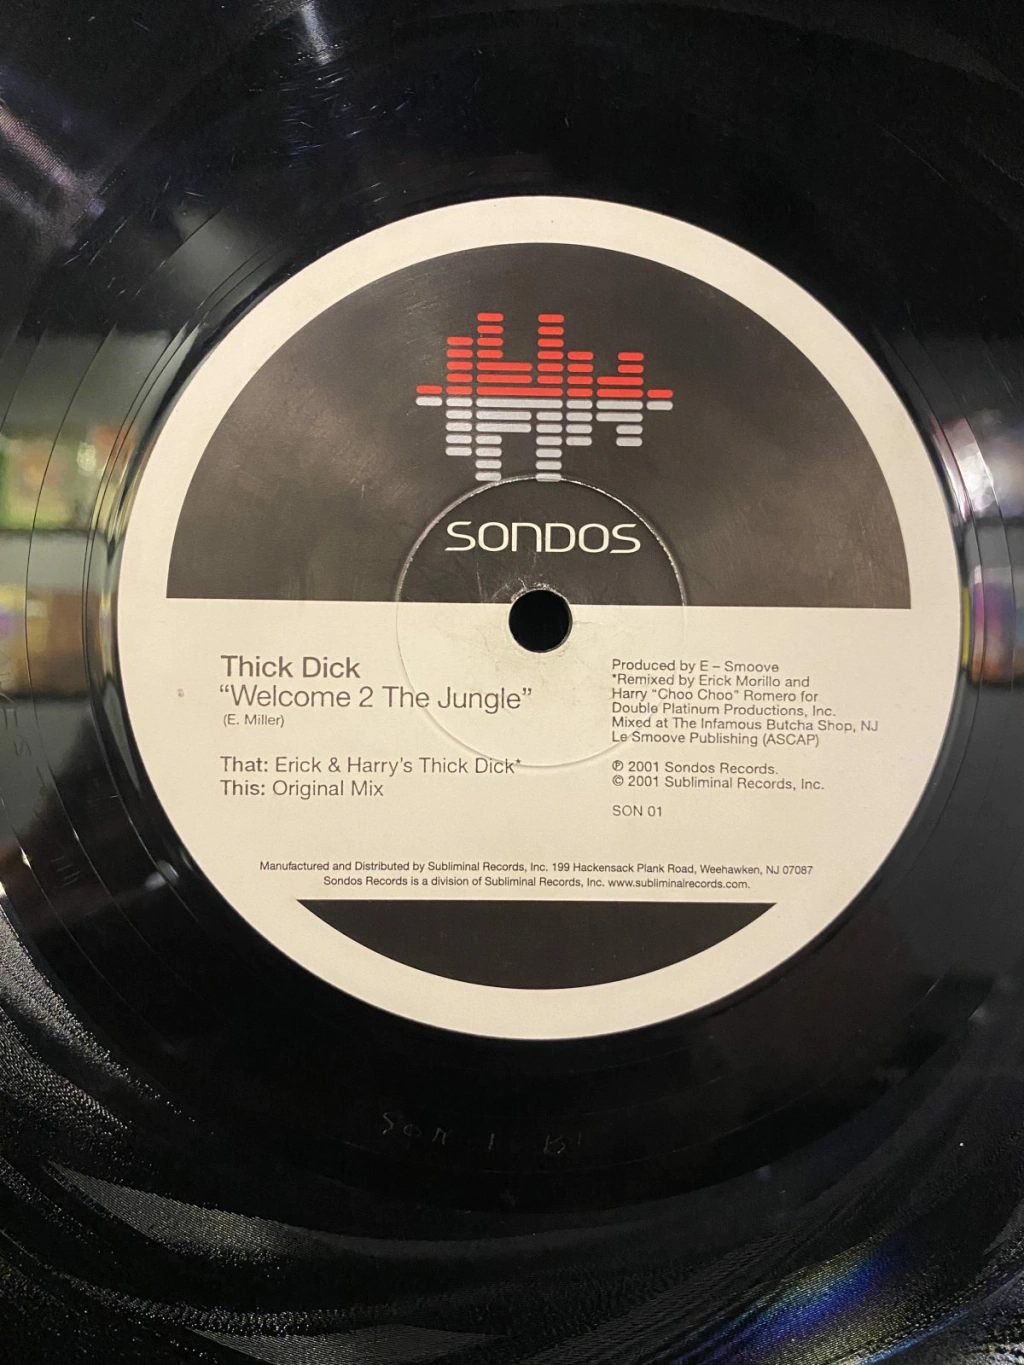 SONDOS
Thick Dick
“Welcome 2 The Jungle”
(E. Miller)
That: Erick & Harry's Thick Dick*
This: Original Mix
Produced by E – Smoove
*Remixed by Erick Morillo and
Harry “Choo Choo” Romero for
Double Platinum Productions, Inc.
Mixed at The Infamous Butcha Shop, NJ
Le Smoove Publishing (ASCAP)
℗ 2001 Sondos Records.
© 2001 Subliminal Records, Inc.
SON 01
Manufactured and Distributed by Subliminal Records, Inc. 199 Hackensack Plank Road, Weehawken, NJ 07087
Sondos Records is a division of Subliminal Records, Inc. www.subliminalrecords.com.